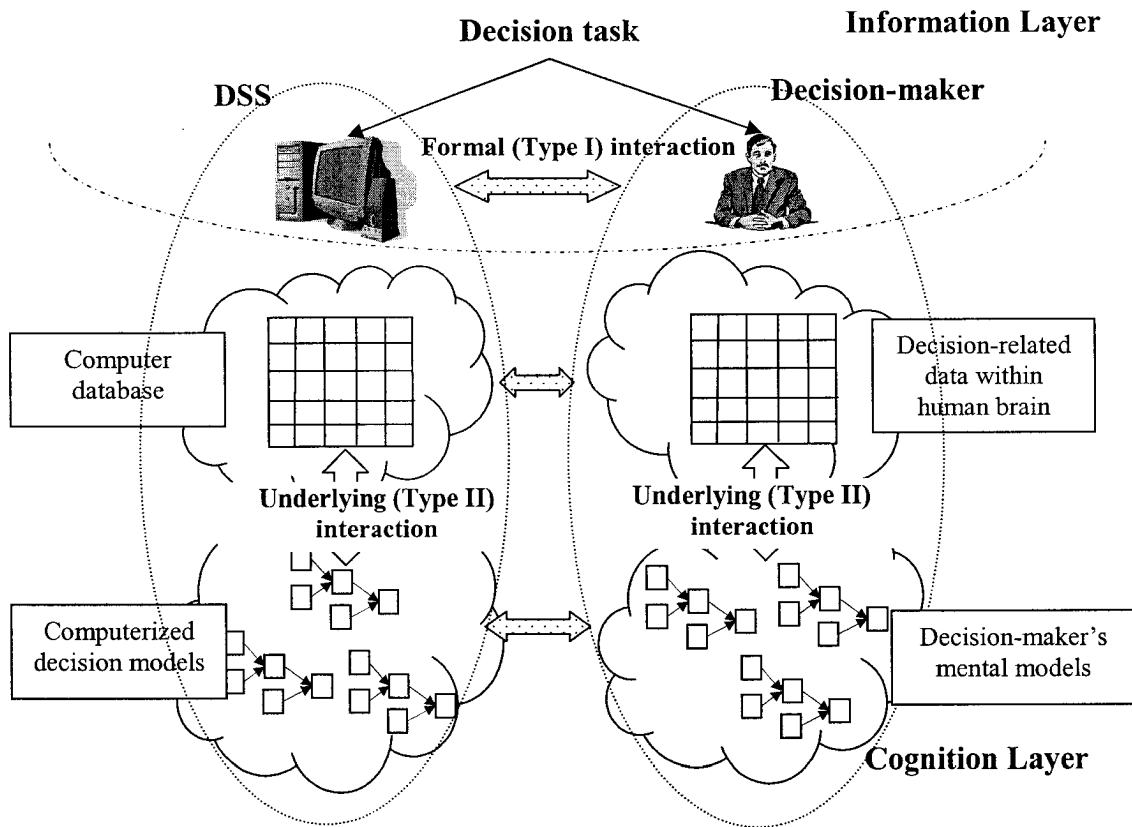 Information Layer
Decision task
DSS
Decision-maker
Formal (Type I) interaction
Computer
database
Decision-related
data within
human brain
Underlying (Type II)
interaction
Underlying (Type II)
interaction
Computerized
decision models
Decision-maker's
mental models
Cognition Layer